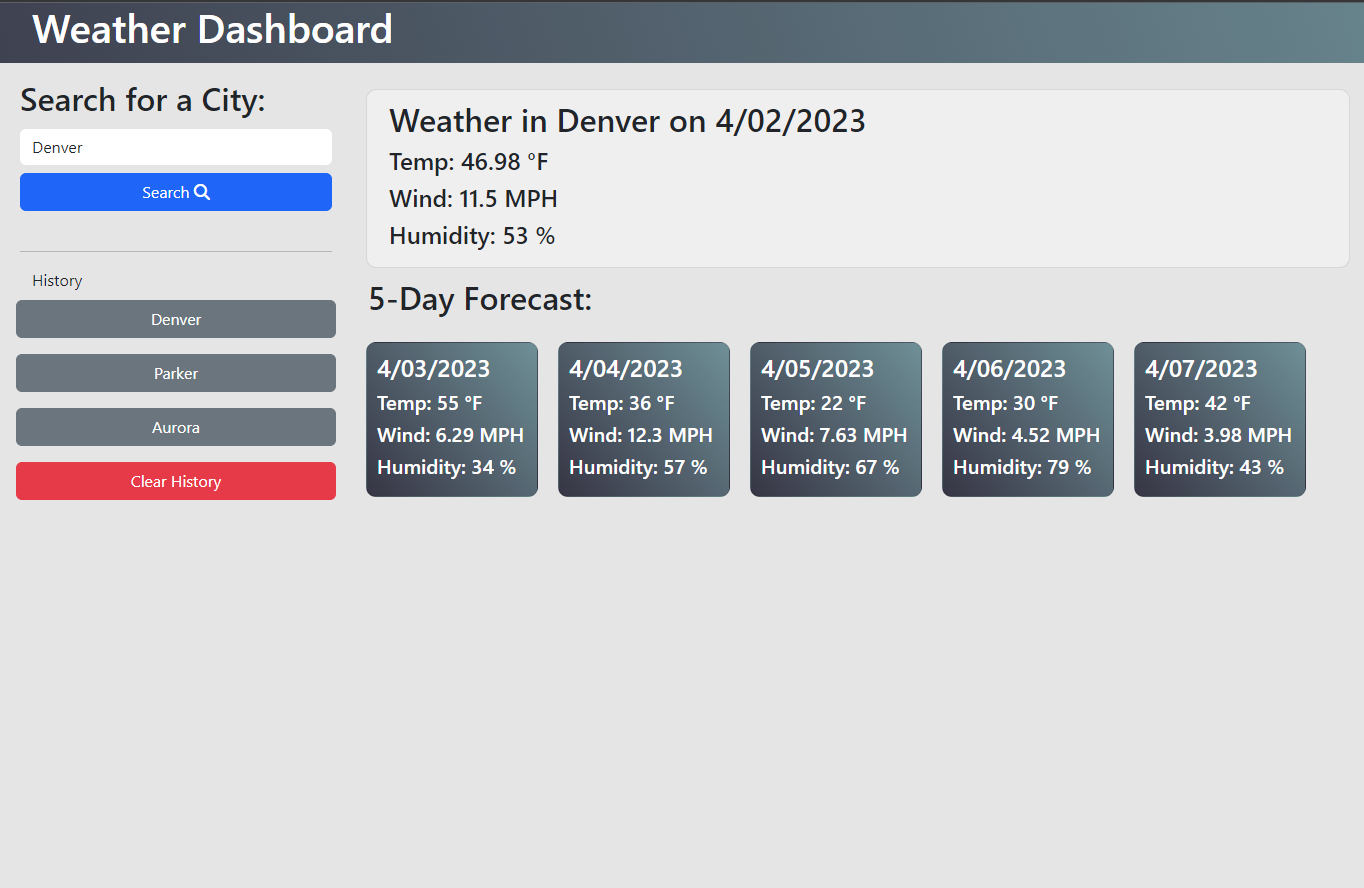 Weather Dashboard
Search for a City:
Denver
Search
History
Denver
Parker
Aurora
Clear History
Weather in Denver on 4/02/2023
Temp: 46.98 °F
Wind: 11.5 MPH
Humidity: 53 %
5-Day Forecast:
4/03/2023
Temp: 55 °F
Wind: 6.29 MPH
Humidity: 34 %
4/04/2023
Temp: 36 °F
Wind: 12.3 MPH
Humidity: 57 %
4/05/2023
Temp: 22 °F
Wind: 7.63 MPH
Humidity: 67 %
4/06/2023
Temp: 30 °F
Wind: 4.52 MPH
Humidity: 79 %
4/07/2023
Temp: 42 °F
Wind: 3.98 MPH
Humidity: 43 %